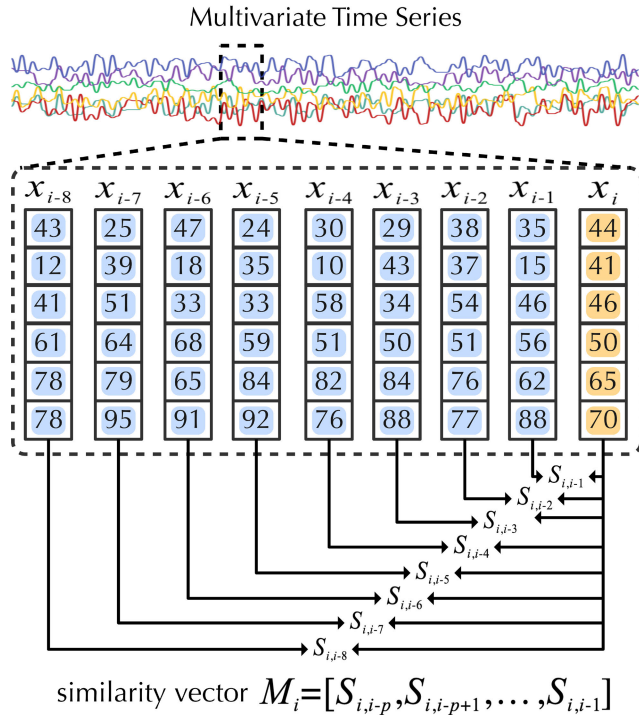 Multivariate Time Series
x_{i-8} x_{i-7} x_{i-6} x_{i-5} x_{i-4} x_{i-3} x_{i-2} x_{i-1} x_i
43 25 47 24 30 29 38 35 44
12 39 18 35 10 43 37 15 41
41 51 33 33 58 34 54 46 46
61 64 68 59 51 50 51 56 50
78 79 65 84 82 84 76 62 65
78 95 91 92 76 88 77 88 70
S_{i,i-1}
S_{i,i-2}
S_{i,i-3}
S_{i,i-4}
S_{i,i-5}
S_{i,i-6}
S_{i,i-7}
S_{i,i-8}
similarity vector M_i=[S_{i,i-p},S_{i,i-p+1},...,S_{i,i-1}]